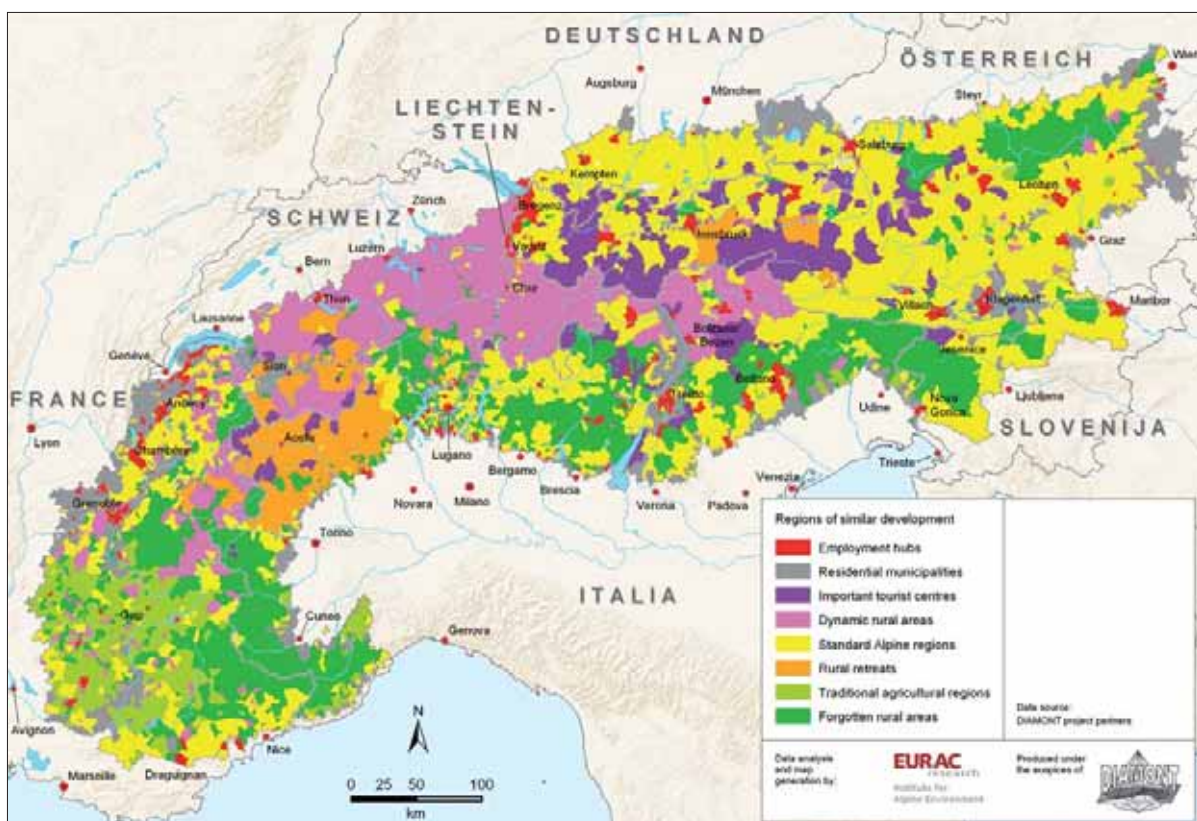 DEUTSCHLAND
ÖSTERREICH
Augsburg
München
Wien
Steyr
LIECHTEN-
STEIN
Salzburg
Kempten
Leoben
Bregenz
Zürich
SCHWEIZ
Innsbruck
Graz
Vaduz
Luzern
Bern
Chur
Thun
Villach
Klagenfurt
Maribor
Lausanne
Bolzano
Bozen
Jesenice
Genève
Sion
Belluno
FRANCE
Annecy
Trento
Udine
Nova
Gorica
Ljubljana
SLOVENIJA
Lyon
Aosta
Chambéry
Lugano
Bergamo
Trieste
Brescia
Venezia
Grenoble
Novara
Milano
Verona
Padova
Torino
ITALIA
Gap
Cuneo
Genova
Avignon
Nice
Marseille
Draguignan
N
0 50 100
km
Regions of similar development
Employment hubs
Residential municipalities
Important tourist centres
Dynamic rural areas
Standard Alpine regions
Rural retreats
Traditional agricultural regions
Forgotten rural areas
Data source:
DIAMONT project partners
Data analysis
and map
generation by:
EURAC
research
Institute for
Alpine Environment
Produced under
the auspices of
DIAMONT